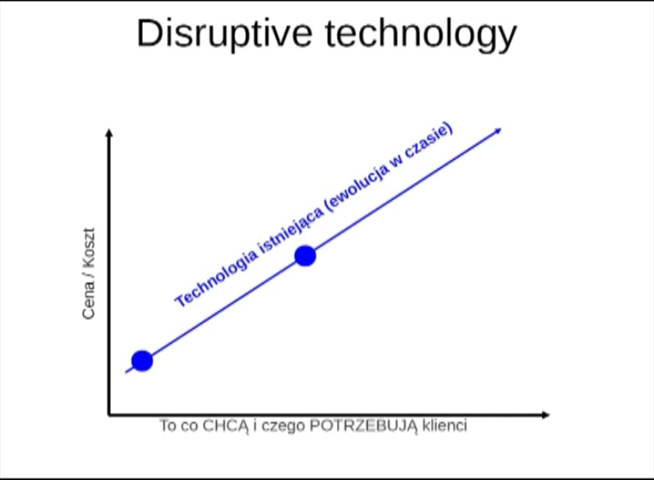 Disruptive technology
Technologia istniejąca (ewolucja w czasie)
Cena / Koszt
To co CHCĄ i czego POTRZEBUJĄ klienci